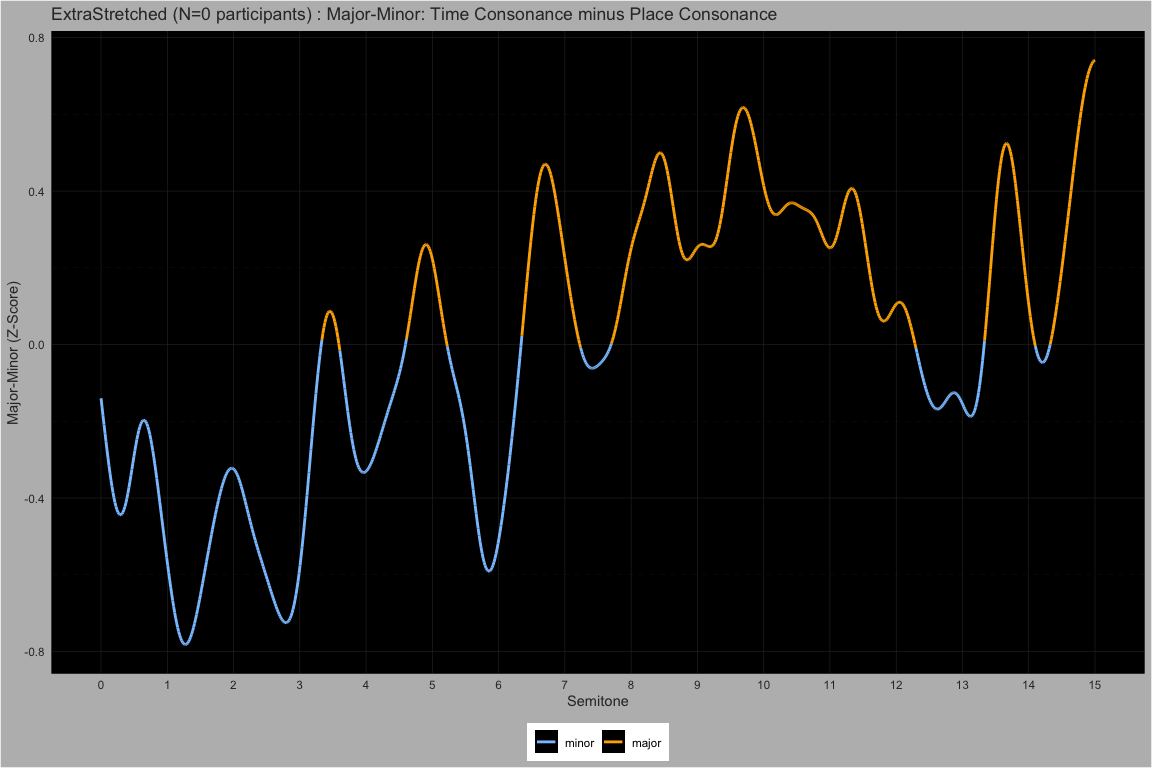 ExtraStretched (N=0 participants) : Major-Minor: Time Consonance minus Place Consonance
Major-Minor (Z-Score)
0.8
0.4
0.0
-0.4
-0.8
0 1 2 3 4 5 6 7 8 9 10 11 12 13 14 15
Semitone
minor major